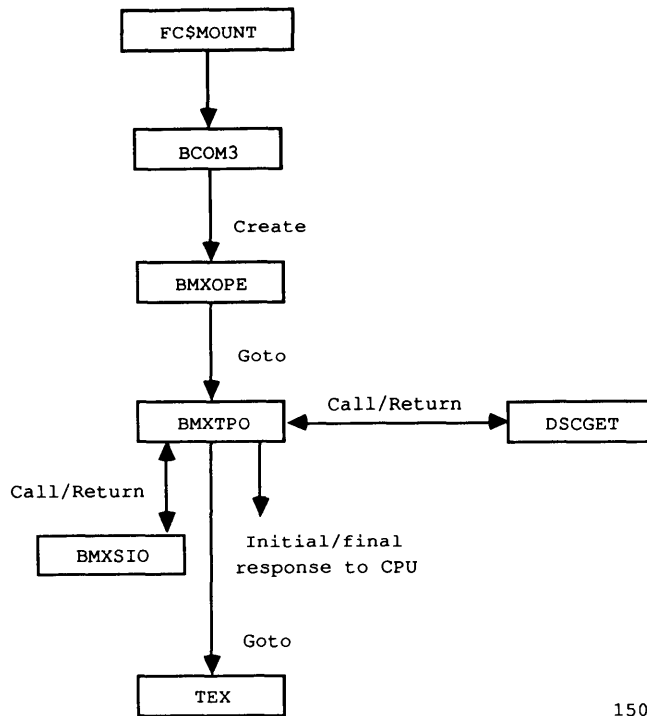 FC$MOUNT
BCOM3
Create
BMXOPE
Goto
BMXTPO
Call/Return
DSCGET
Call/Return
BMXSIO
Initial/final
response to CPU
Goto
TEX
150